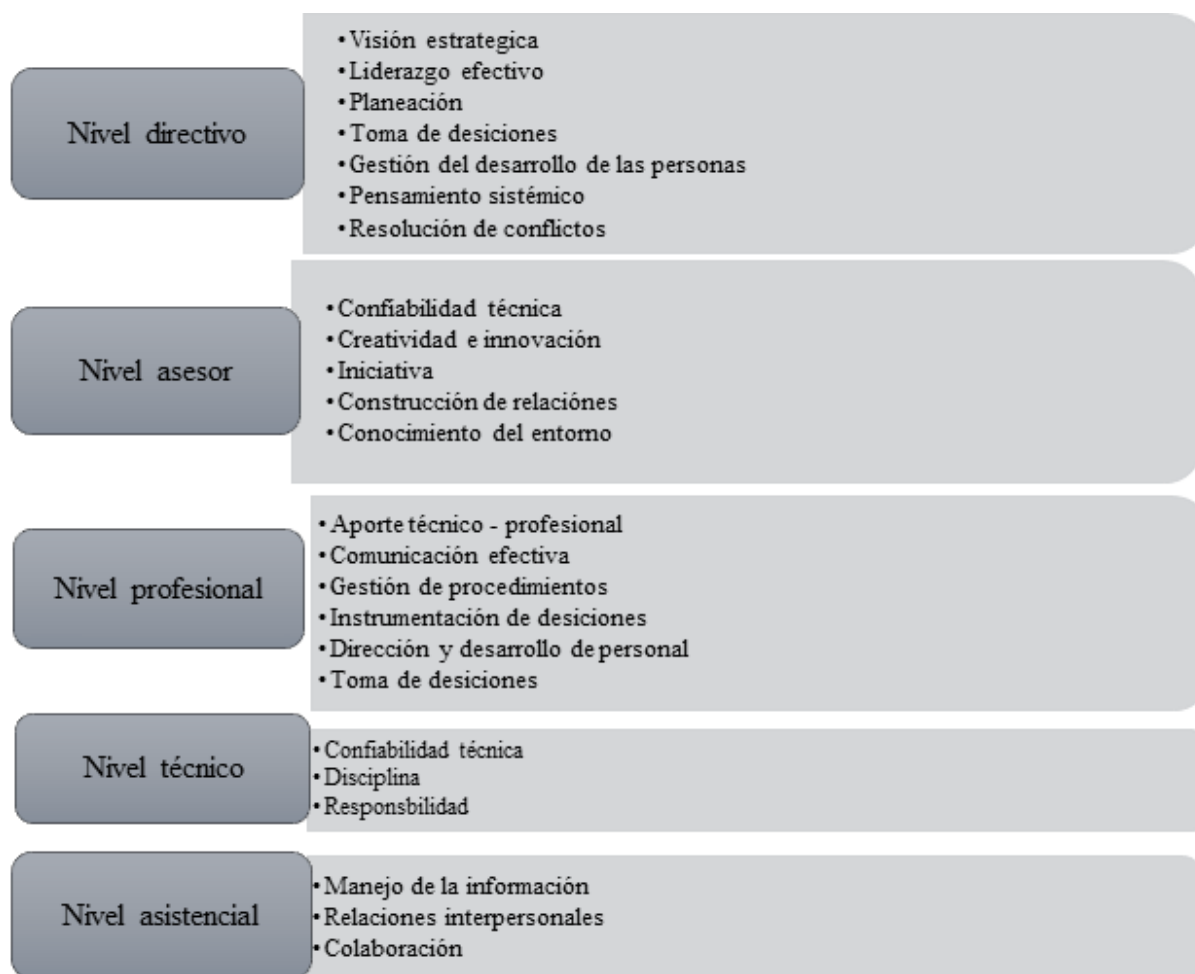 Nivel directivo
•Visión estrategica
•Liderazgo efectivo
•Planeación
•Toma de desiciones
•Gestión del desarrollo de las personas
•Pensamiento sistémico
•Resolución de conflictos
Nivel asesor
•Confiabilidad técnica
•Creatividad e innovación
•Iniciativa
•Construcción de relaciónes
•Conocimiento del entorno
Nivel profesional
•Aporte técnico - profesional
•Comunicación efectiva
•Gestión de procedimientos
•Instrumentación de desiciones
•Dirección y desarrollo de personal
•Toma de desiciones
Nivel técnico
•Confiabilidad técnica
•Disciplina
•Responsbilidad
Nivel asistencial
•Manejo de la información
•Relaciones interpersonales
•Colaboración